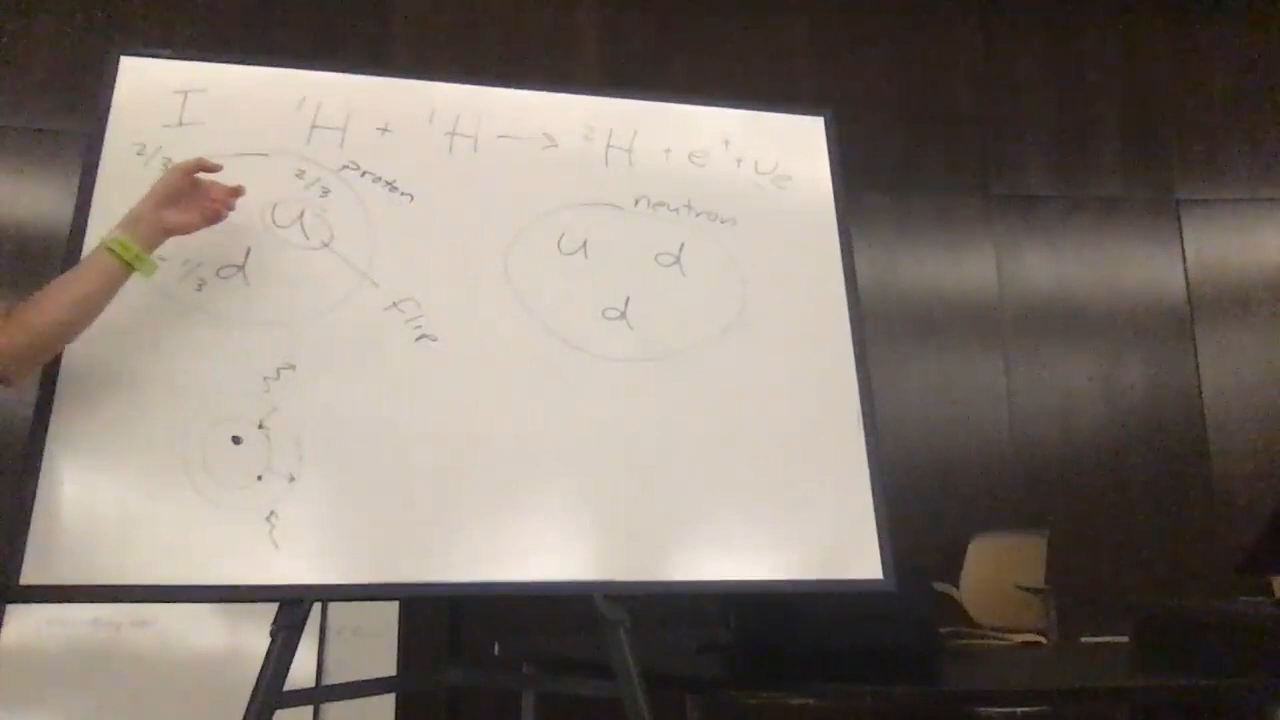 I ¹H + ¹H → ²H + e⁺ + νₑ
2/3 2/3 proton
u
-1/3 d
flip
neutron
u d
d